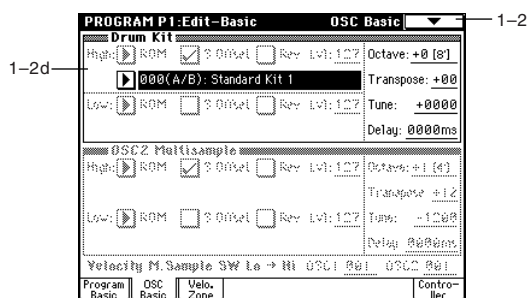 PROGRAM P1:Edit-Basic OSC Basic
1–2
Drum Kit
High: ROM S.Offset Rev Lvl: 127 Octave: +0 [8']
1–2d
000(A/B): Standard Kit 1 Transpose: +00
Low: ROM S.Offset Rev Lvl: 127 Tune: +0000
Delay: 0000ms
OSC2 Multisample
High: ROM S.Offset Rev Lvl: 127 Octave: +1 [4']
Transpose: +12
Low: ROM S.Offset Rev Lvl: 127 Tune: -1200
Delay: 0000ms
Velocity M.Sample SW Lo → Hi OSC1 001 OSC2 001
Program Basic
OSC Basic
Velo. Zone
Contro-ller